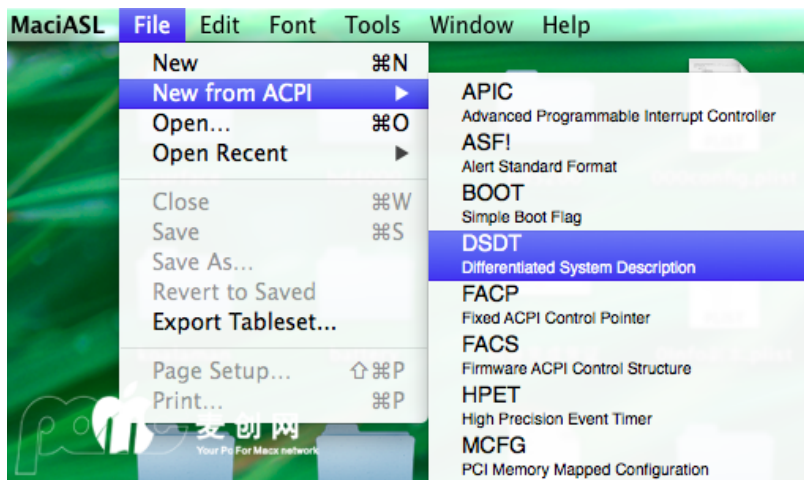 MaciASL File Edit Font Tools Window Help
New ⌘N
New from ACPI ▶
Open... ⌘O
Open Recent ▶
Close ⌘W
Save ⌘S
Save As...
Revert to Saved
Export Tableset...
Page Setup... ⇧⌘P
Print... ⌘P
APIC
Advanced Programmable Interrupt Controller
ASF!
Alert Standard Format
BOOT
Simple Boot Flag
DSDT
Differentiated System Description
FACP
Fixed ACPI Control Pointer
FACS
Firmware ACPI Control Structure
HPET
High Precision Event Timer
MCFG
PCI Memory Mapped Configuration
麦创网
Your Pc For Macx network